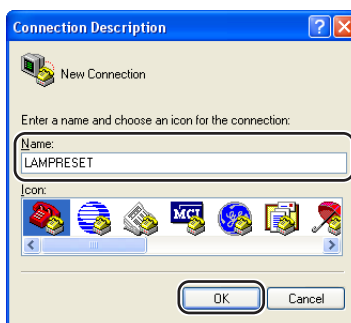 Connection Description
New Connection
Enter a name and choose an icon for the connection:
Name:
LAMPRESET
Icon:
MCI
OK
Cancel